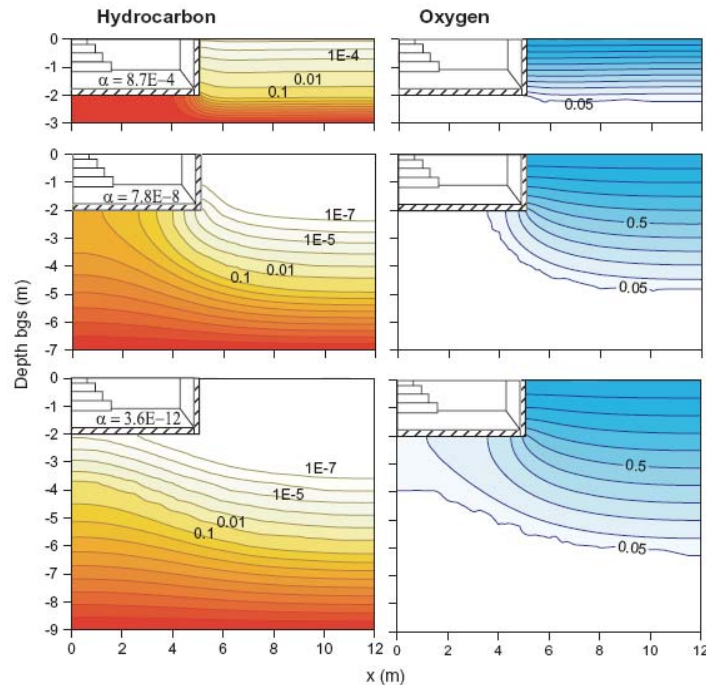 Hydrocarbon
Oxygen
0
-1
-2
-3
α = 8.7E−4
1E-4
0.01
0.1
0.05
0
-1
-2
-3
-4
-5
-6
-7
α = 7.8E−8
1E-7
1E-5
0.01
0.1
0.5
0.05
0
-1
-2
-3
-4
-5
-6
-7
-8
-9
α = 3.6E−12
1E-7
1E-5
0.01
0.1
0.5
0.05
Depth bgs (m)
0 2 4 6 8 10 12
0 2 4 6 8 10 12
x (m)